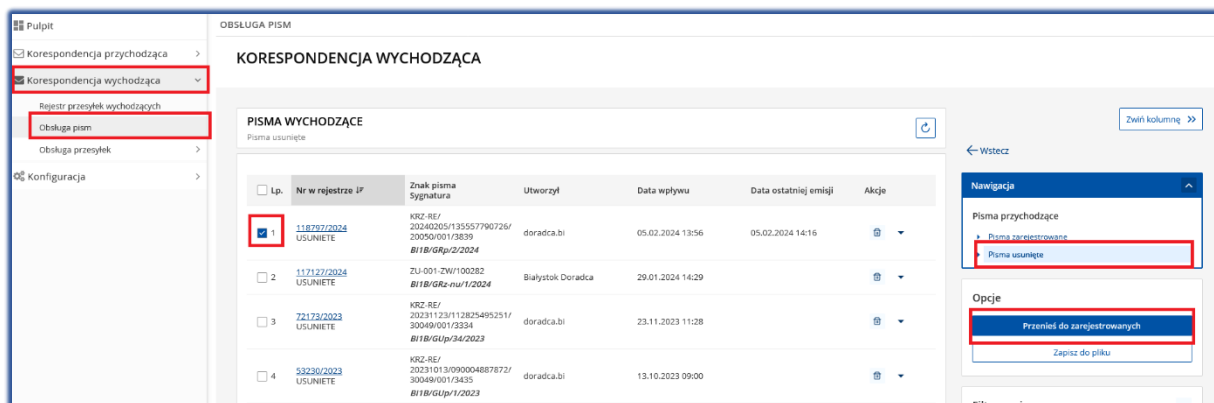 Pulpit
Korespondencja przychodząca
Korespondencja wychodząca
Rejestr przesyłek wychodzących
Obsługa pism
Obsługa przesyłek
Konfiguracja
OBSŁUGA PISM
KORESPONDENCJA WYCHODZĄCA
PISMA WYCHODZĄCE
Pisma usunięte
Lp. Nr w rejestrze Znak pisma Sygnatura Utworzył Data wpływu Data ostatniej emisji Akcje
1 118797/2024 USUNIETE KRZ-RE/
20240205/135557790726/
20050/001/3839
BI1B/GRp/2/2024 doradca.bi 05.02.2024 13:56 05.02.2024 14:16
2 117127/2024 USUNIETE ZU-001-ZW/100282
BI1B/GRz-nu/1/2024 Białystok Doradca 29.01.2024 14:29
3 72173/2023 USUNIETE KRZ-RE/
20231123/112825495251/
30049/001/3334
BI1B/GUp/34/2023 doradca.bi 23.11.2023 11:28
4 53230/2023 USUNIETE KRZ-RE/
20231013/090004887872/
30049/001/3435
BI1B/GUp/1/2023 doradca.bi 13.10.2023 09:00
Zwiń kolumnę
Wstecz
Nawigacja
Pisma przychodzące
Pisma zarejestrowane
Pisma usunięte
Opcje
Przenieś do zarejestrowanych
Zapisz do pliku